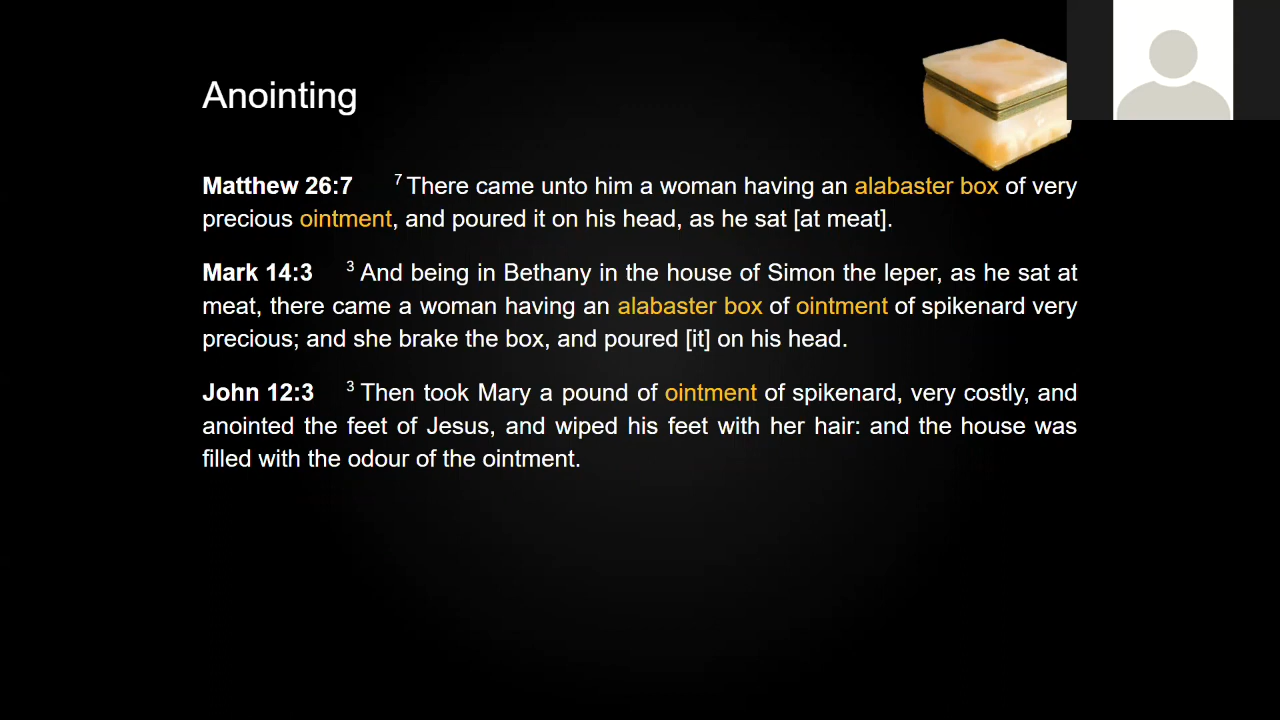 Anointing
Matthew 26:7 7 There came unto him a woman having an alabaster box of very
precious ointment, and poured it on his head, as he sat [at meat].
Mark 14:3 3 And being in Bethany in the house of Simon the leper, as he sat at
meat, there came a woman having an alabaster box of ointment of spikenard very
precious; and she brake the box, and poured [it] on his head.
John 12:3 3 Then took Mary a pound of ointment of spikenard, very costly, and
anointed the feet of Jesus, and wiped his feet with her hair: and the house was
filled with the odour of the ointment.